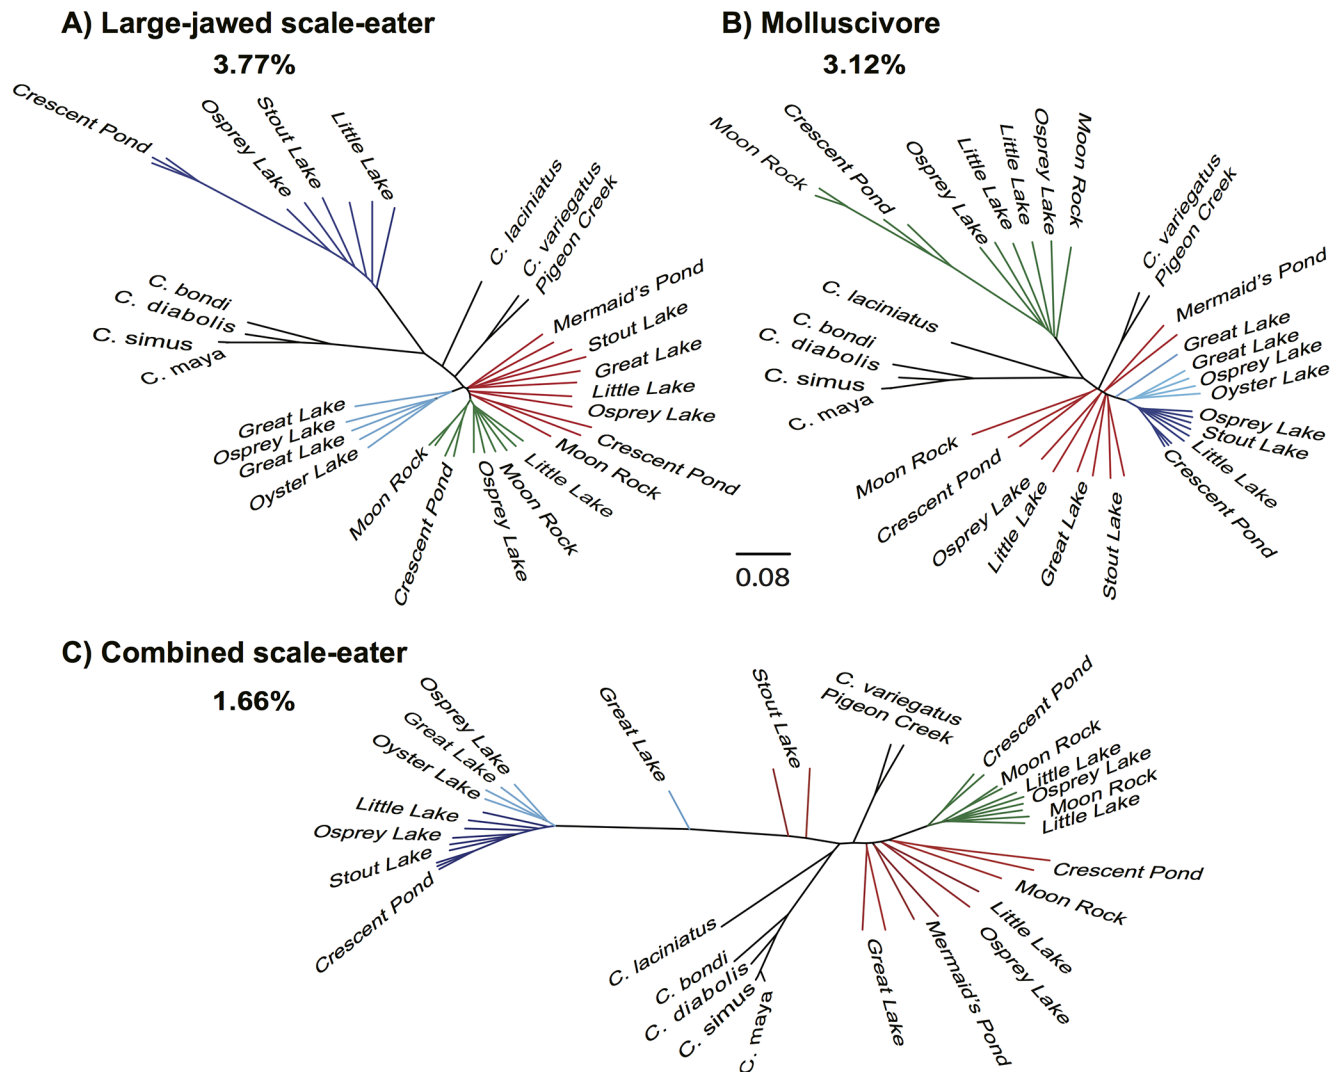 A) Large-jawed scale-eater
3.77%
Crescent Pond
Osprey Lake
Stout Lake
Little Lake
C. laciniatus
C. variegatus
Pigeon Creek
Mermaid's Pond
Stout Lake
Great Lake
Little Lake
Osprey Lake
Crescent Pond
Moon Rock
Little Lake
Moon Rock
Osprey Lake
Crescent Pond
Moon Rock
Oyster Lake
Great Lake
Osprey Lake
Great Lake
C. maya
C. simus
C. diabolis
C. bondi
B) Molluscivore
3.12%
Moon Rock
Crescent Pond
Osprey Lake
Little Lake
Little Lake
Osprey Lake
Moon Rock
C. variegatus
Pigeon Creek
Mermaid's Pond
Great Lake
Great Lake
Osprey Lake
Oyster Lake
Osprey Lake
Stout Lake
Little Lake
Crescent Pond
Stout Lake
Great Lake
Little Lake
Osprey Lake
Crescent Pond
Moon Rock
C. maya
C. simus
C. diabolis
C. bondi
C. laciniatus
0.08
C) Combined scale-eater
1.66%
Osprey Lake
Great Lake
Oyster Lake
Little Lake
Osprey Lake
Stout Lake
Crescent Pond
Great Lake
Stout Lake
C. variegatus
Pigeon Creek
Crescent Pond
Moon Rock
Little Lake
Osprey Lake
Moon Rock
Little Lake
Crescent Pond
Moon Rock
Little Lake
Osprey Lake
Mermaid's Pond
Great Lake
C. laciniatus
C. bondi
C. diabolis
C. simus
C. maya